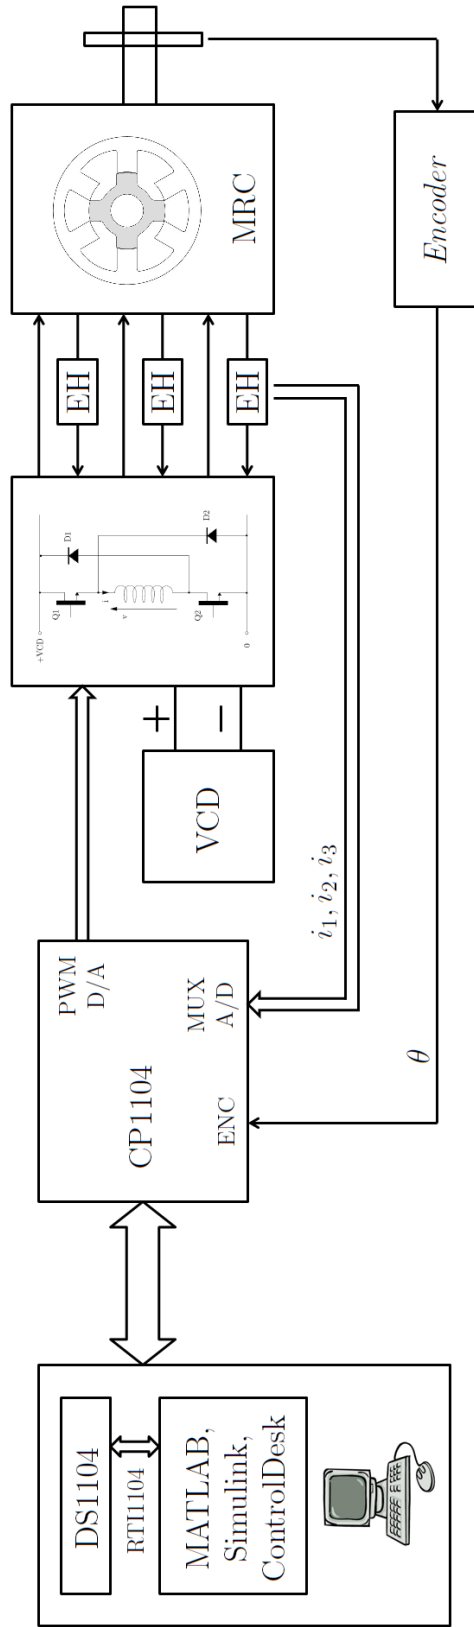 DS1104
RTI1104
MATLAB,
Simulink,
ControlDesk
CP1104
PWM
D/A
MUX
A/D
ENC
VCD
+
−
+VCD
Q1
D1
i
v
Q2
D2
0
EH
EH
EH
MRC
i₁, i₂, i₃
θ
Encoder